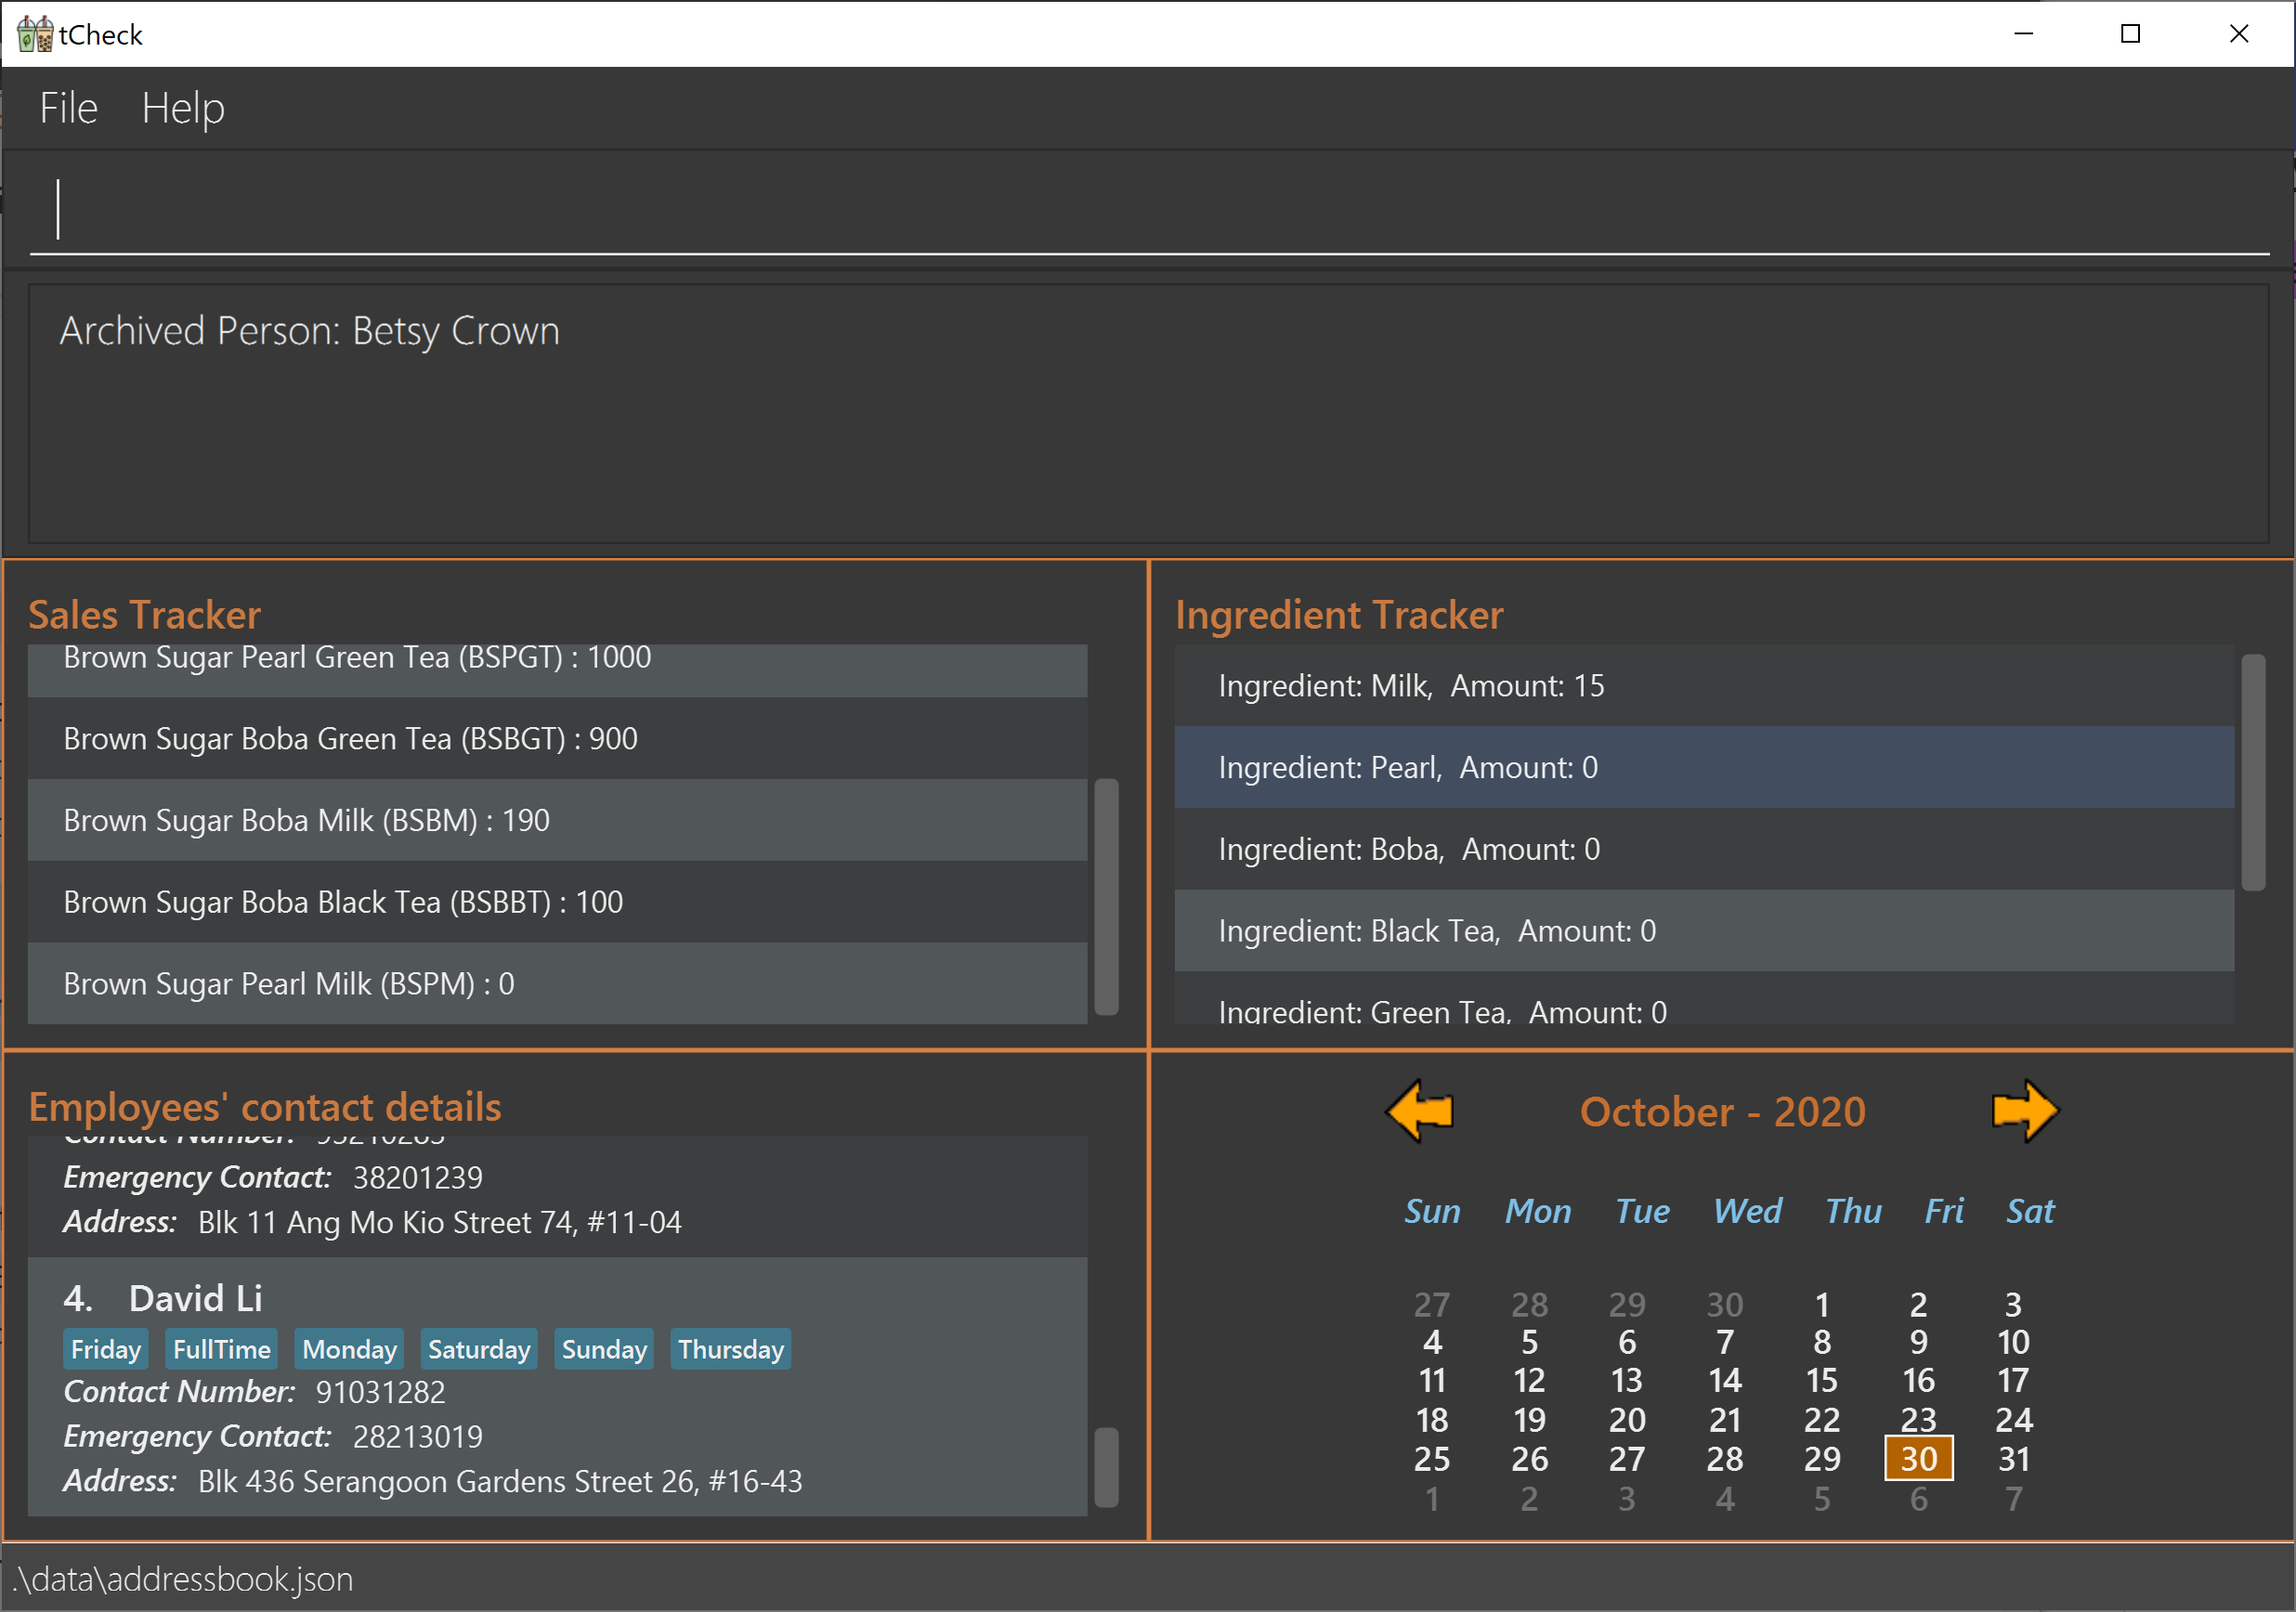 tCheck
File Help
Archived Person: Betsy Crown
Sales Tracker
Brown Sugar Pearl Green Tea (BSPGT) : 1000
Brown Sugar Boba Green Tea (BSBGT) : 900
Brown Sugar Boba Milk (BSBM) : 190
Brown Sugar Boba Black Tea (BSBBT) : 100
Brown Sugar Pearl Milk (BSPM) : 0
Ingredient Tracker
Ingredient: Milk, Amount: 15
Ingredient: Pearl, Amount: 0
Ingredient: Boba, Amount: 0
Ingredient: Black Tea, Amount: 0
Ingredient: Green Tea, Amount: 0
Employees' contact details
Contact Number:
Emergency Contact: 38201239
Address: Blk 11 Ang Mo Kio Street 74, #11-04
4. David Li
Friday FullTime Monday Saturday Sunday Thursday
Contact Number: 91031282
Emergency Contact: 28213019
Address: Blk 436 Serangoon Gardens Street 26, #16-43
October - 2020
Sun Mon Tue Wed Thu Fri Sat
27 28 29 30 1 2 3
4 5 6 7 8 9 10
11 12 13 14 15 16 17
18 19 20 21 22 23 24
25 26 27 28 29 30 31
1 2 3 4 5 6 7
.\data\addressbook.json